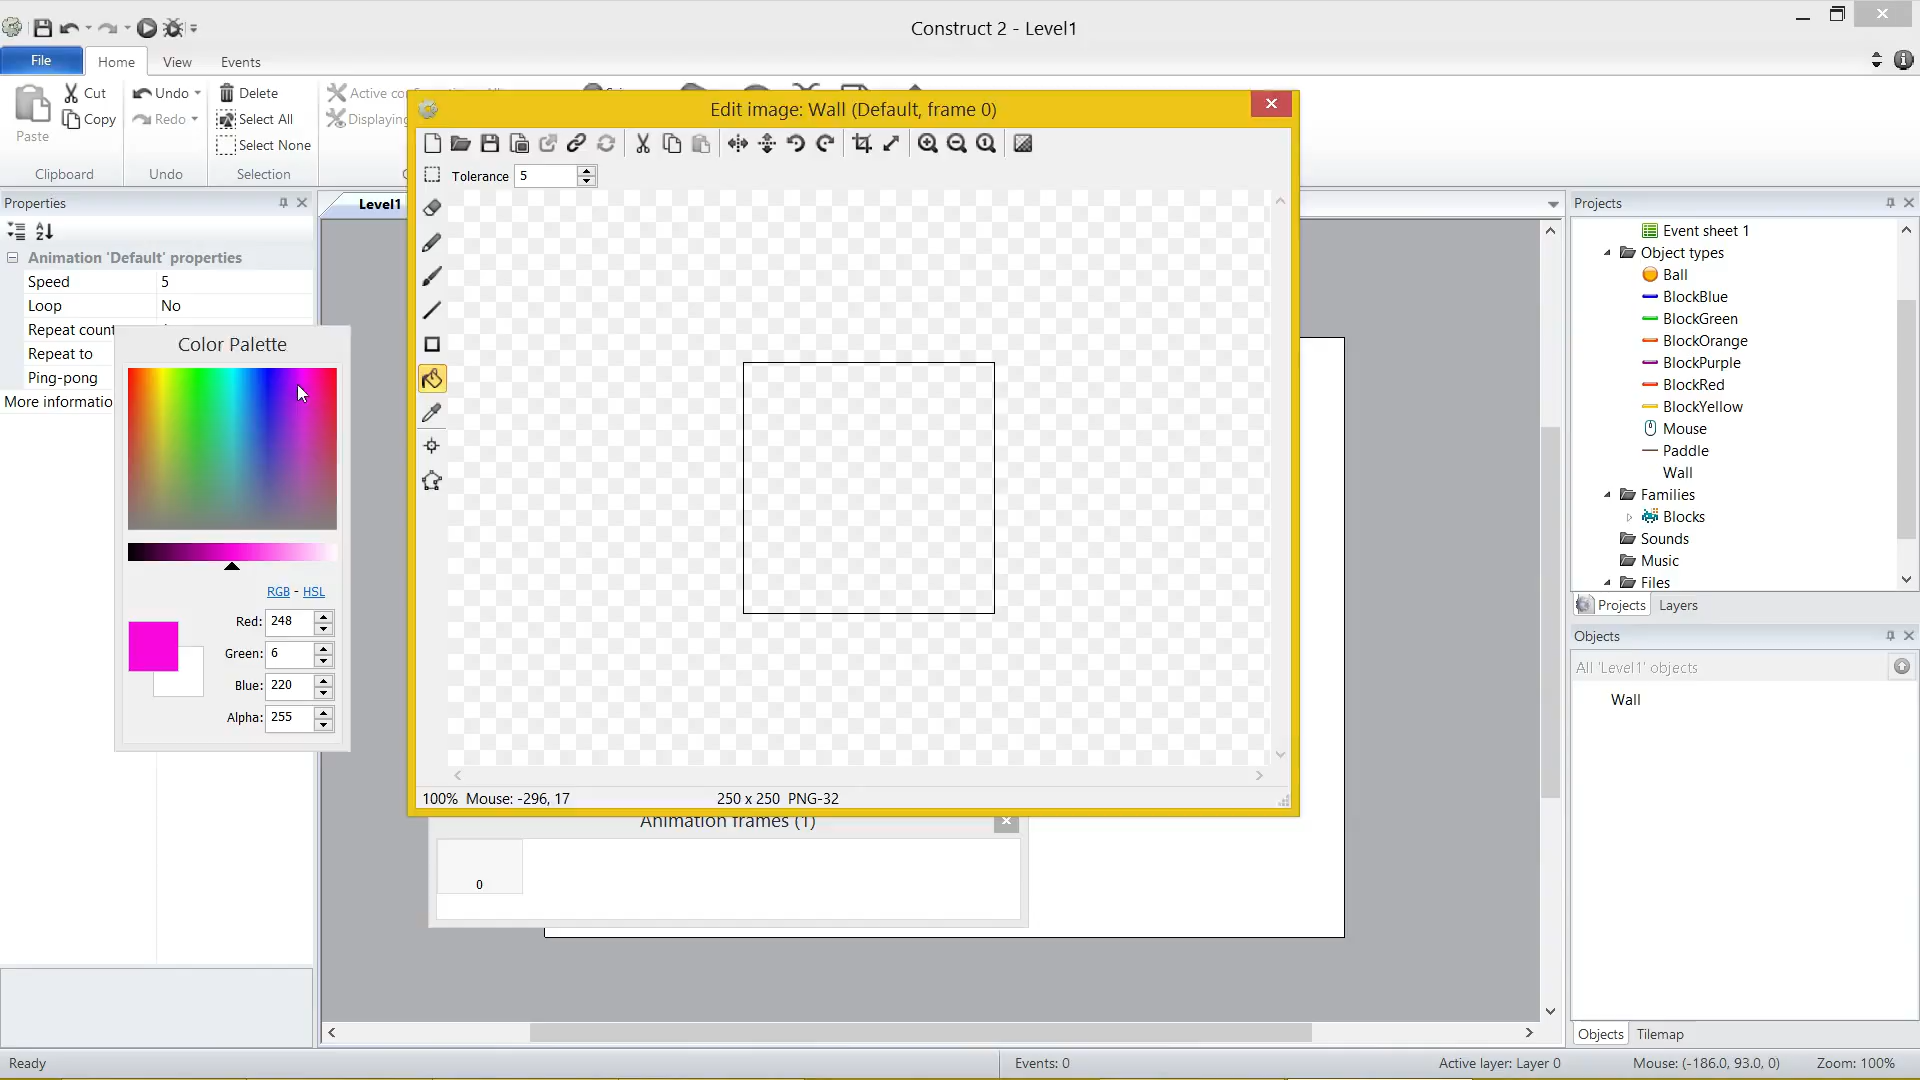 Construct 2 - Level1
File
Home
View
Events
Paste
Cut
Copy
Clipboard
Undo
Redo
Undo
Delete
Select All
Select None
Selection
Properties
Animation 'Default' properties
Speed 5
Loop No
Repeat count
Repeat to
Ping-pong
More informatio
Color Palette
RGB - HSL
Red: 248
Green: 6
Blue: 220
Alpha: 255
Level1
Edit image: Wall (Default, frame 0)
Tolerance 5
100% Mouse: -296, 17
250 x 250 PNG-32
Animation frames (1)
0
Projects
Event sheet 1
Object types
Ball
BlockBlue
BlockGreen
BlockOrange
BlockPurple
BlockRed
BlockYellow
Mouse
Paddle
Wall
Families
Blocks
Sounds
Music
Files
Projects
Layers
Objects
All 'Level1' objects
Wall
Objects
Tilemap
Ready
Events: 0
Active layer: Layer 0
Mouse: (-186.0, 93.0, 0)
Zoom: 100%